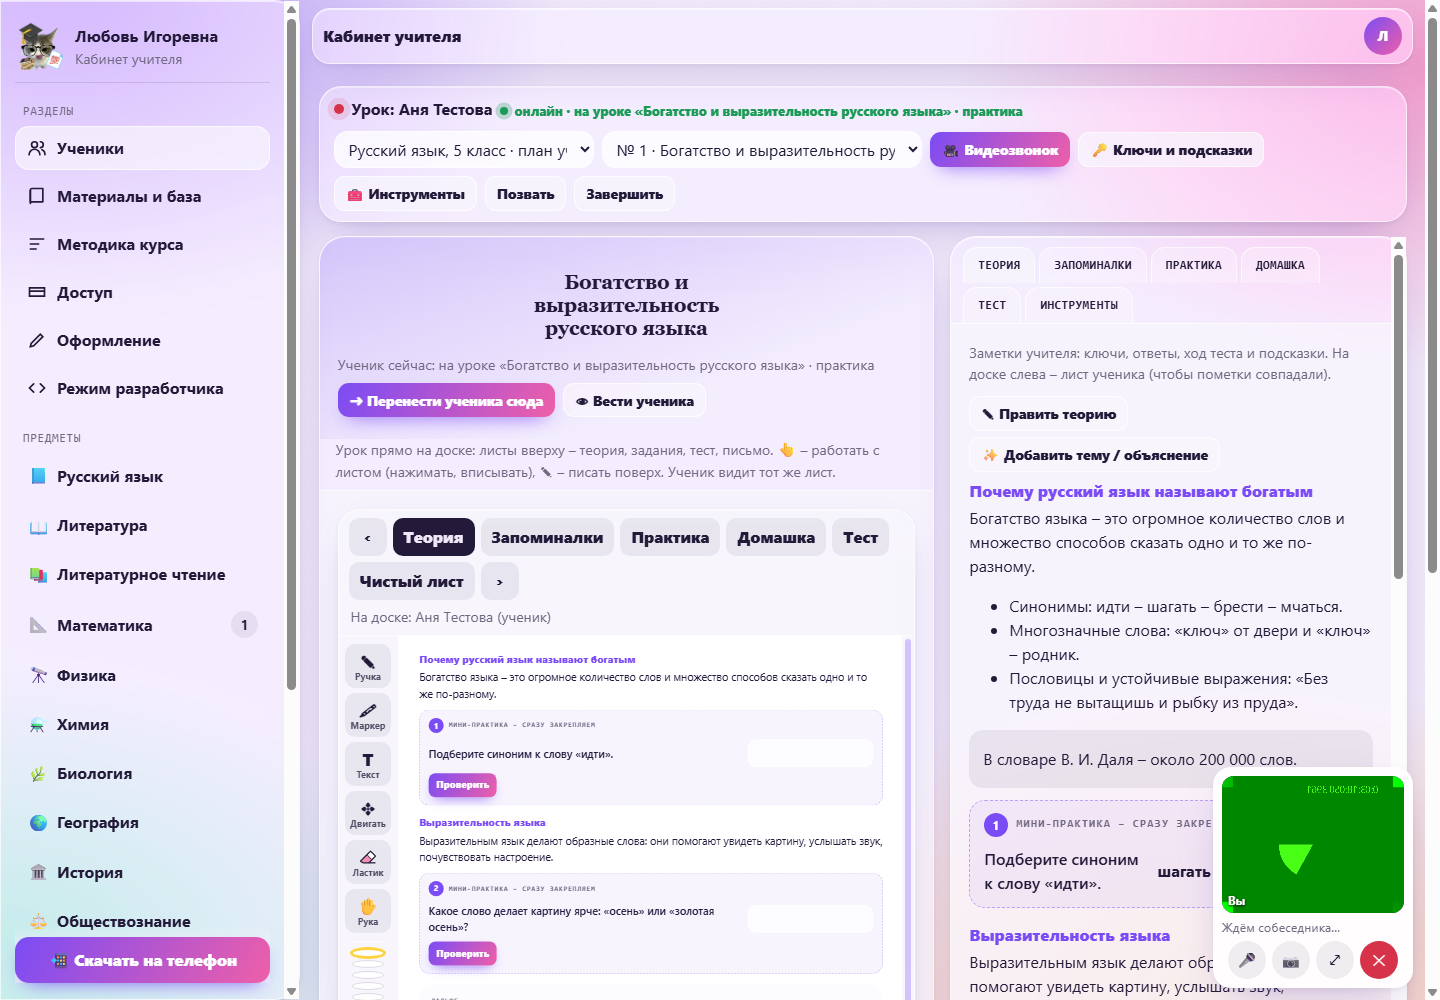 Любовь Игоревна
Кабинет учителя
РАЗДЕЛЫ
Ученики
Материалы и база
Методика курса
Доступ
Оформление
Режим разработчика
ПРЕДМЕТЫ
Русский язык
Литература
Литературное чтение
Математика 1
Физика
Химия
Биология
География
История
Обществознание
Скачать на телефон
Кабинет учителя
Л
Урок: Аня Тестова онлайн · на уроке «Богатство и выразительность русского языка» · практика
Русский язык, 5 класс · план у
№ 1 · Богатство и выразительность ру
Видеозвонок
Ключи и подсказки
Инструменты
Позвать
Завершить
Богатство и
выразительность
русского языка
Ученик сейчас: на уроке «Богатство и выразительность русского языка» · практика
➜ Перенести ученика сюда
Вести ученика
Урок прямо на доске: листы вверху – теория, задания, тест, письмо. 👆 – работать с
листом (нажимать, вписывать), ✎ – писать поверх. Ученик видит тот же лист.
‹
Теория
Запоминалки
Практика
Домашка
Тест
Чистый лист
›
На доске: Аня Тестова (ученик)
Ручка
Маркер
T
Текст
Двигать
Ластик
Рука
Почему русский язык называют богатым
Богатство языка – это огромное количество слов и множество способов сказать одно и то
же по-разному.
1 МИНИ-ПРАКТИКА – СРАЗУ ЗАКРЕПЛЯЕМ
Подберите синоним к слову «идти».
Проверить
Выразительность языка
Выразительным язык делают образные слова: они помогают увидеть картину, услышать звук,
почувствовать настроение.
2 МИНИ-ПРАКТИКА – СРАЗУ ЗАКРЕПЛЯЕМ
Какое слово делает картину ярче: «осень» или «золотая
осень»?
Проверить
ТЕОРИЯ
ЗАПОМИНАЛКИ
ПРАКТИКА
ДОМАШКА
ТЕСТ
ИНСТРУМЕНТЫ
Заметки учителя: ключи, ответы, ход теста и подсказки. На
доске слева – лист ученика (чтобы пометки совпадали).
Править теорию
Добавить тему / объяснение
Почему русский язык называют богатым
Богатство языка – это огромное количество слов и
множество способов сказать одно и то же по-
разному.
• Синонимы: идти – шагать – брести – мчаться.
• Многозначные слова: «ключ» от двери и «ключ»
– родник.
• Пословицы и устойчивые выражения: «Без
труда не вытащишь и рыбку из пруда».
В словаре В. И. Даля – около 200 000 слов.
1 МИНИ-ПРАКТИКА – СРАЗУ ЗАКРЕ
Подберите синоним
к слову «идти».
шагать
Выразительность языка
Выразительным язык делают обр
помогают увидеть картину, услышать звук,
Вы
Ждём собеседника...